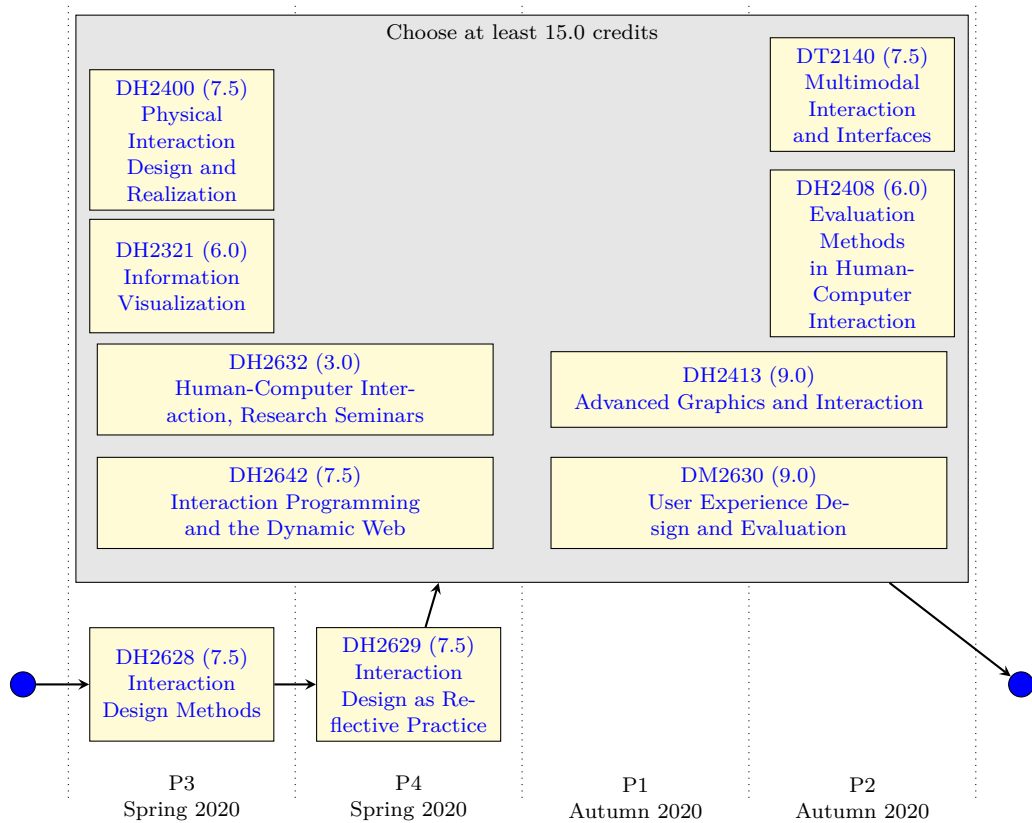 Choose at least 15.0 credits
DH2400 (7.5)
Physical
Interaction
Design and
Realization
DT2140 (7.5)
Multimodal
Interaction
and Interfaces
DH2321 (6.0)
Information
Visualization
DH2408 (6.0)
Evaluation
Methods
in Human-
Computer
Interaction
DH2632 (3.0)
Human-Computer Inter-
action, Research Seminars
DH2413 (9.0)
Advanced Graphics and Interaction
DH2642 (7.5)
Interaction Programming
and the Dynamic Web
DM2630 (9.0)
User Experience De-
sign and Evaluation
DH2628 (7.5)
Interaction
Design Methods
DH2629 (7.5)
Interaction
Design as Re-
flective Practice
P3
Spring 2020
P4
Spring 2020
P1
Autumn 2020
P2
Autumn 2020